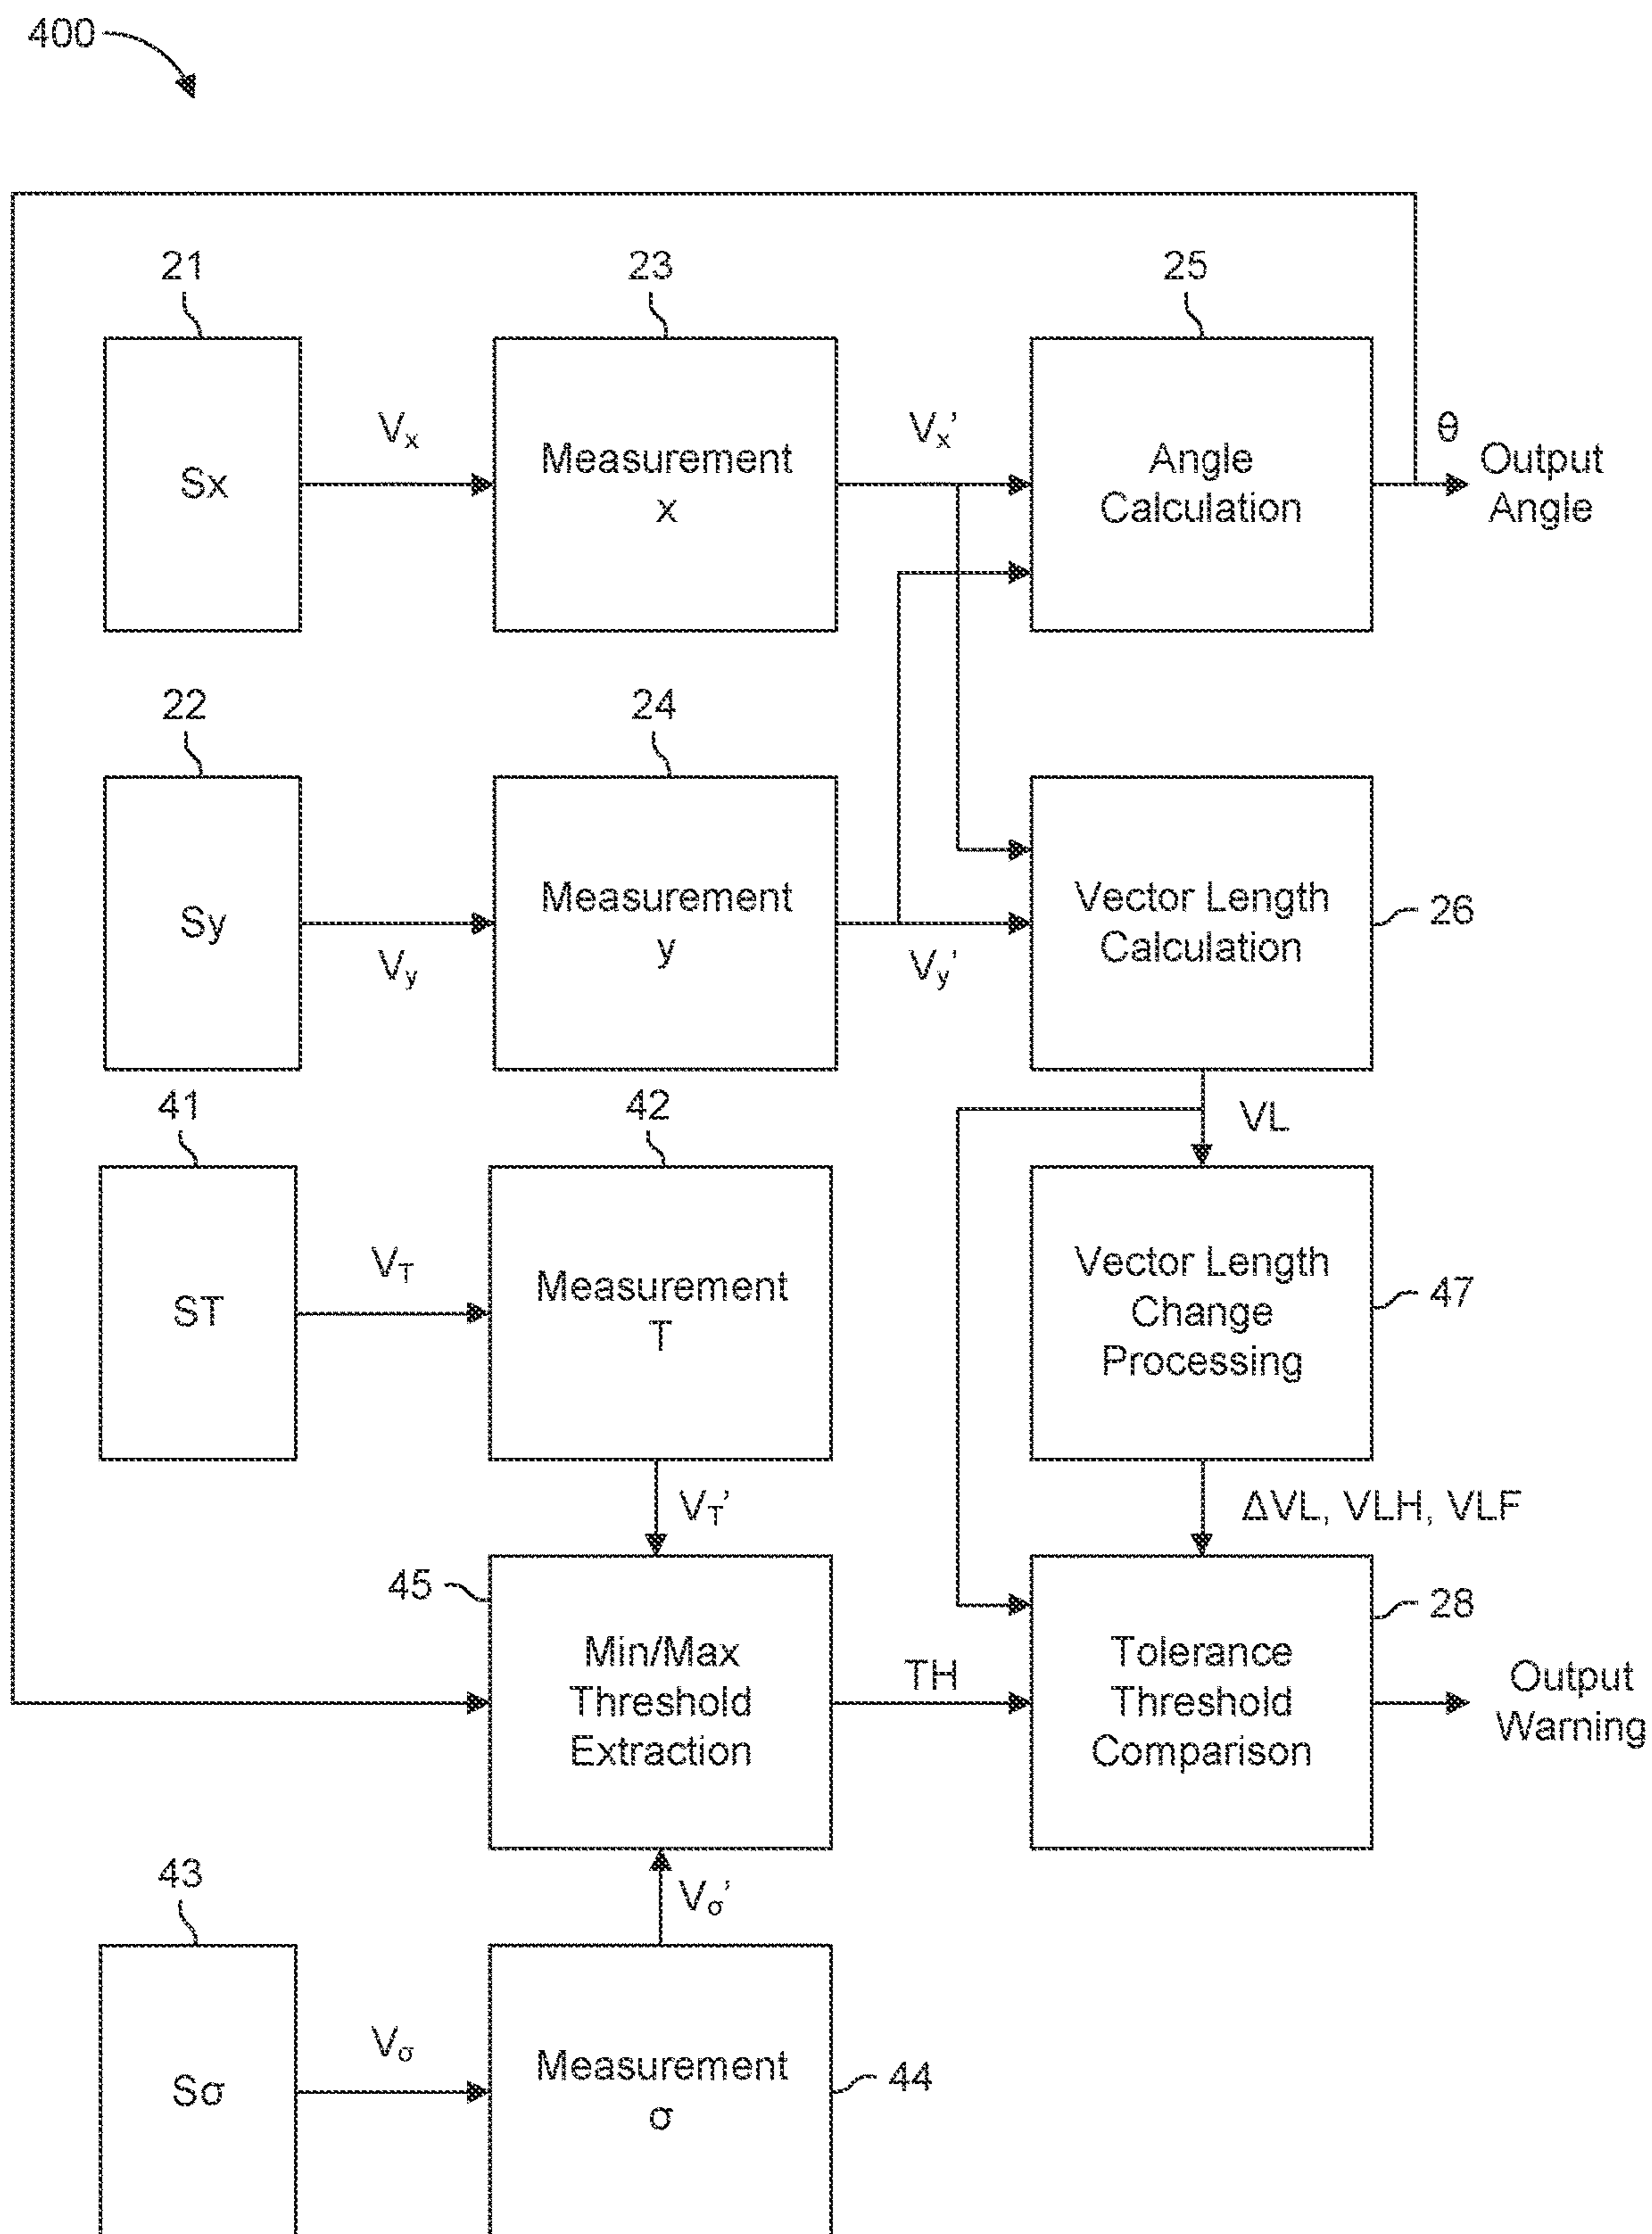 400
21
23
25
Sx
Vx
Measurement
x
Vx’
Angle
Calculation
θ
Output
Angle
22
24
Sy
Vy
Measurement
y
Vy’
Vector Length
Calculation
26
41
42
VL
ST
VT
Measurement
T
Vector Length
Change
Processing
47
VT’
ΔVL, VLH, VLF
45
Min/Max
Threshold
Extraction
TH
Tolerance
Threshold
Comparison
28
Output
Warning
43
Vσ’
Sσ
Vσ
Measurement
σ
44